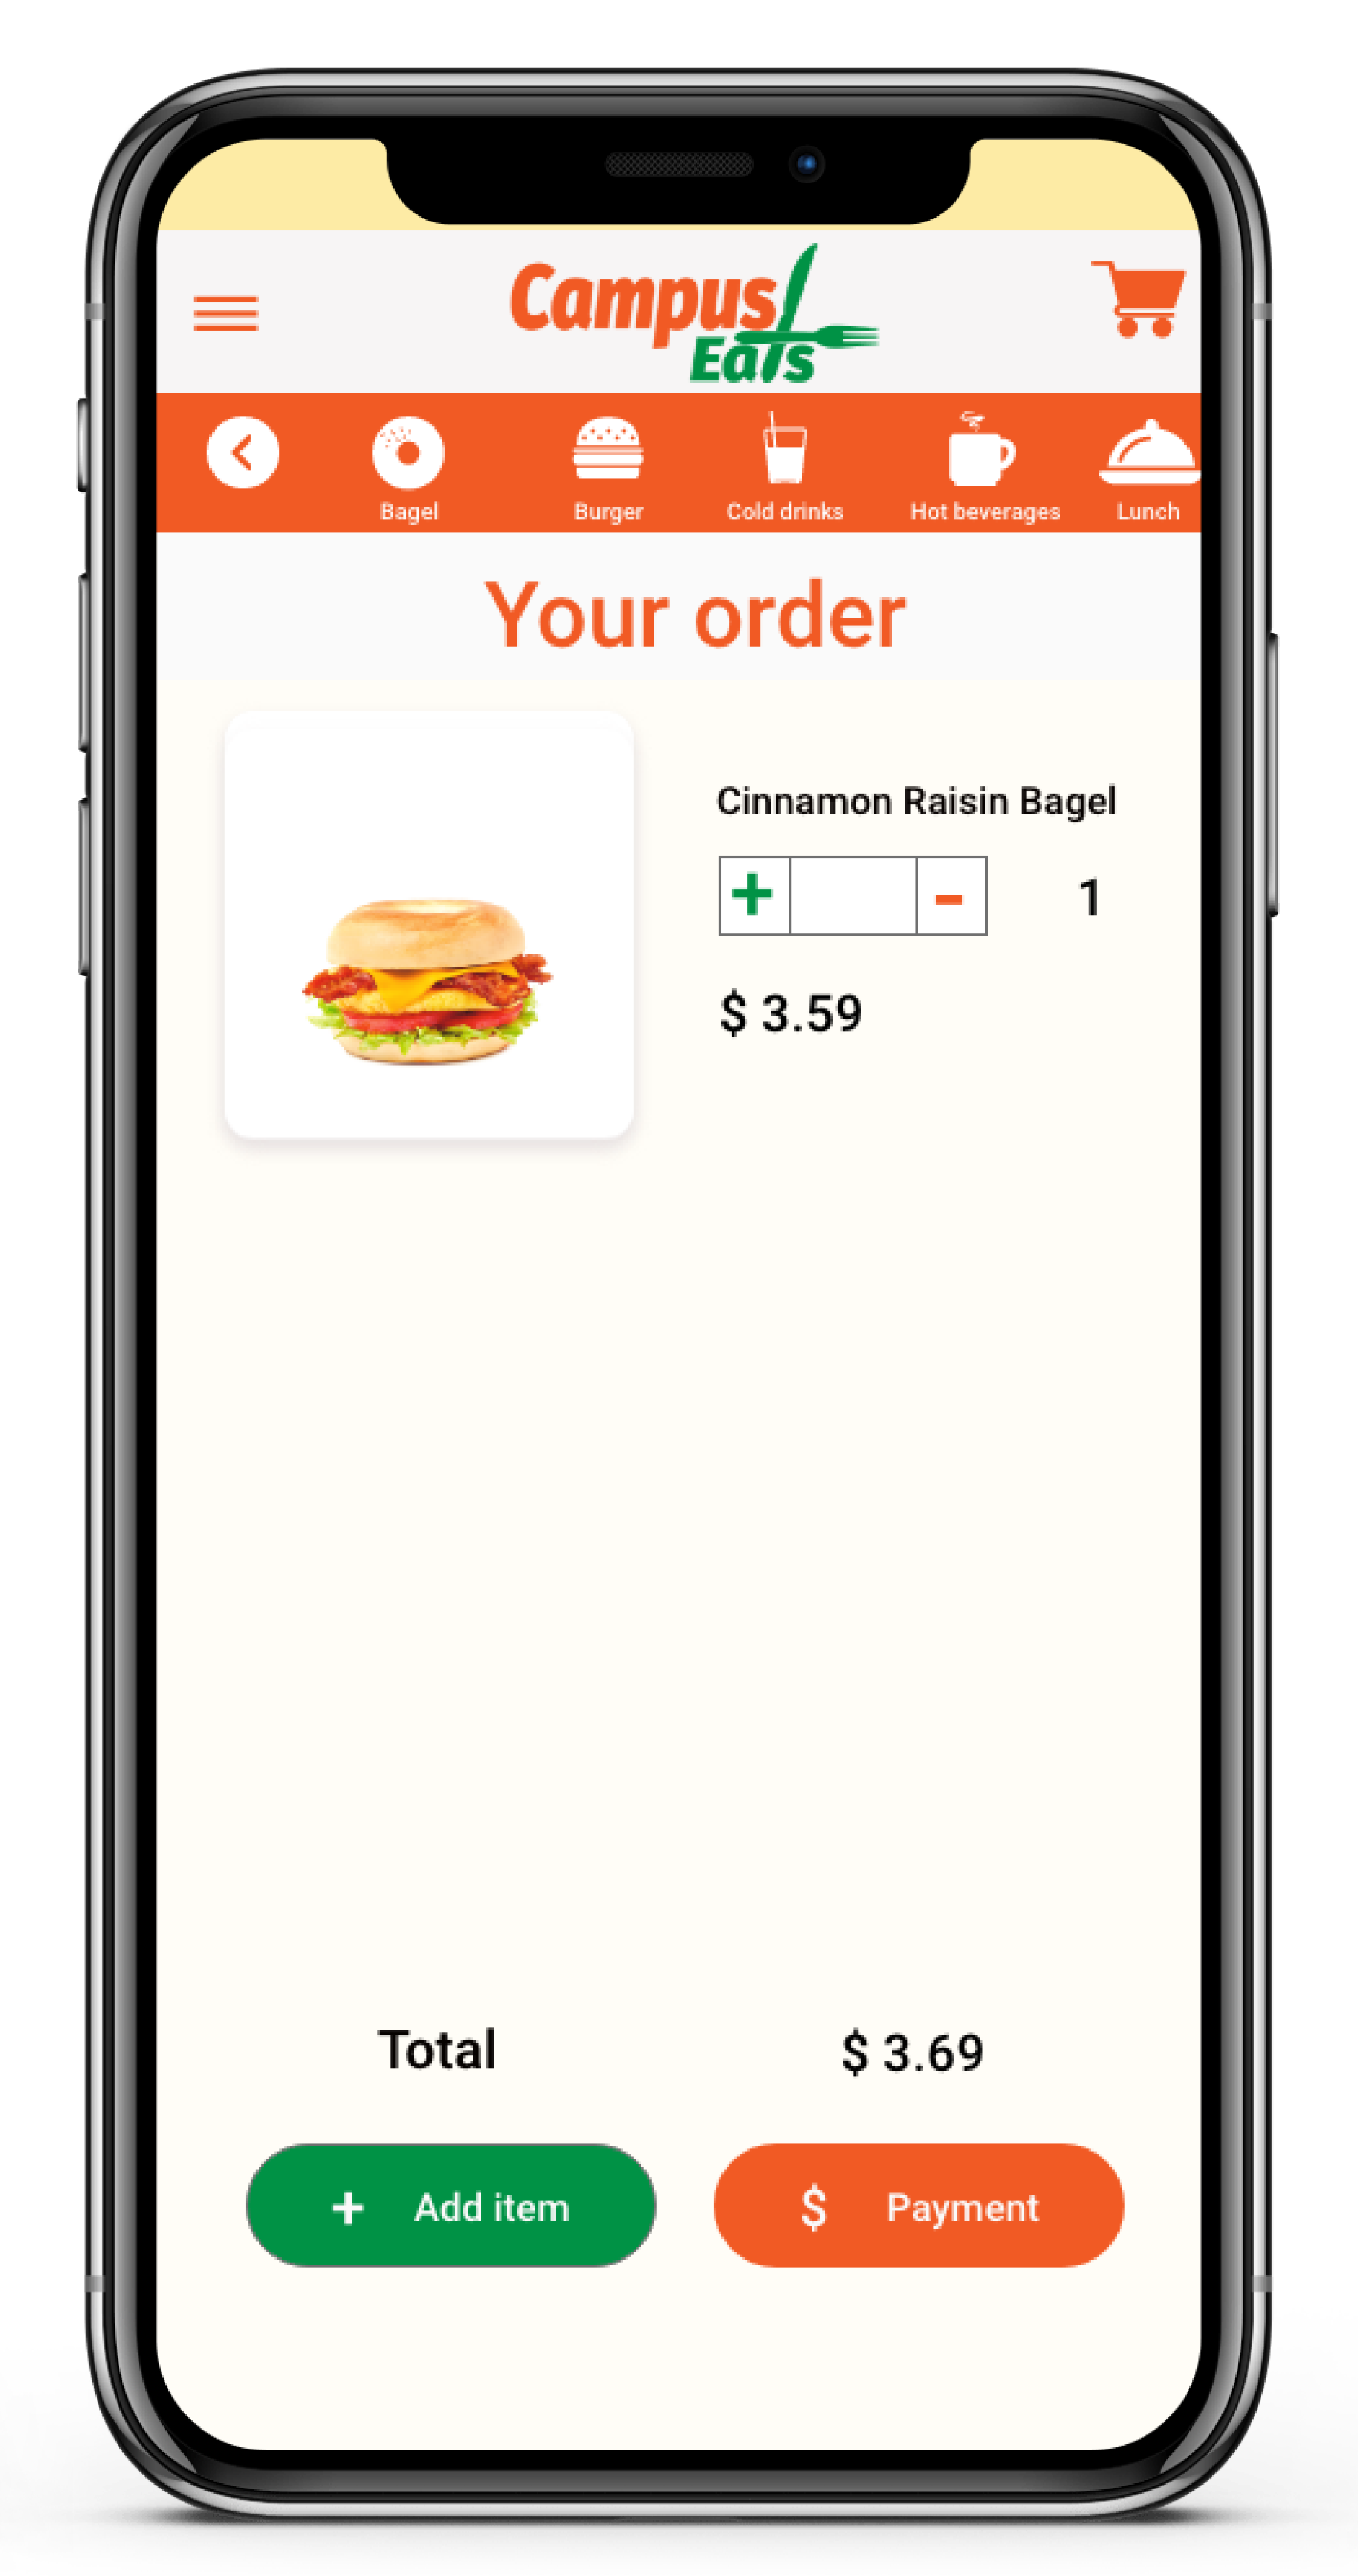 Campus
Eats
Bagel
Burger
Cold drinks
Hot beverages
Lunch
Your order
Cinnamon Raisin Bagel
+ - 1
$ 3.59
Total $ 3.69
+ Add item
$ Payment